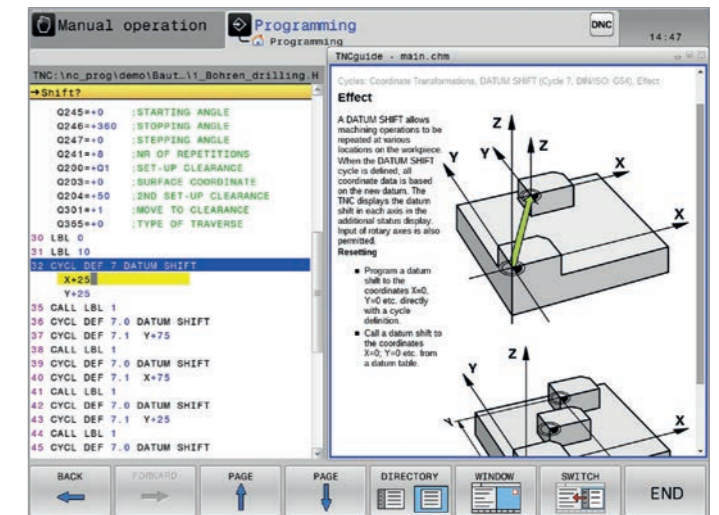 Manual operation
Programming
Programming
DNC
14:47
TNC:\nc_prog\demo\Baut…\1_Bohren_drilling.H
→Shift?
Q245=+0 ;STARTING ANGLE
Q246=+360 ;STOPPING ANGLE
Q247=+0 ;STEPPING ANGLE
Q241=+8 ;NR OF REPETITIONS
Q200=+Q1 ;SET-UP CLEARANCE
Q203=+0 ;SURFACE COORDINATE
Q204=+50 ;2ND SET-UP CLEARANCE
Q301=+1 ;MOVE TO CLEARANCE
Q365=+0 ;TYPE OF TRAVERSE
30 LBL 0
31 LBL 10
32 CYCL DEF 7 DATUM SHIFT
X+25
Y+25
35 CALL LBL 1
36 CYCL DEF 7.0 DATUM SHIFT
37 CYCL DEF 7.1 Y+75
38 CALL LBL 1
39 CYCL DEF 7.0 DATUM SHIFT
40 CYCL DEF 7.1 X+75
41 CALL LBL 1
42 CYCL DEF 7.0 DATUM SHIFT
43 CYCL DEF 7.1 Y+25
44 CALL LBL 1
45 CYCL DEF 7.0 DATUM SHIFT
TNCguide - main.chm
Cycles: Coordinate Transformations, DATUM SHIFT (Cycle 7, DIN/ISO: G54), Effect
Effect
A DATUM SHIFT allows
machining operations to be
repeated at various
locations on the workpiece.
When the DATUM SHIFT
cycle is defined, all
coordinate data is based
on the new datum. The
TNC displays the datum
shift in each axis in the
additional status display.
Input of rotary axes is also
permitted.
Resetting
■ Program a datum
shift to the
coordinates X=0,
Y=0 etc. directly
with a cycle
definition.
■ Call a datum shift to
the coordinates
X=0; Y=0 etc. from
a datum table.
Z
Z
Y
Y
X
X
Z
Y
X
BACK
FORWARD
PAGE
PAGE
DIRECTORY
WINDOW
SWITCH
END